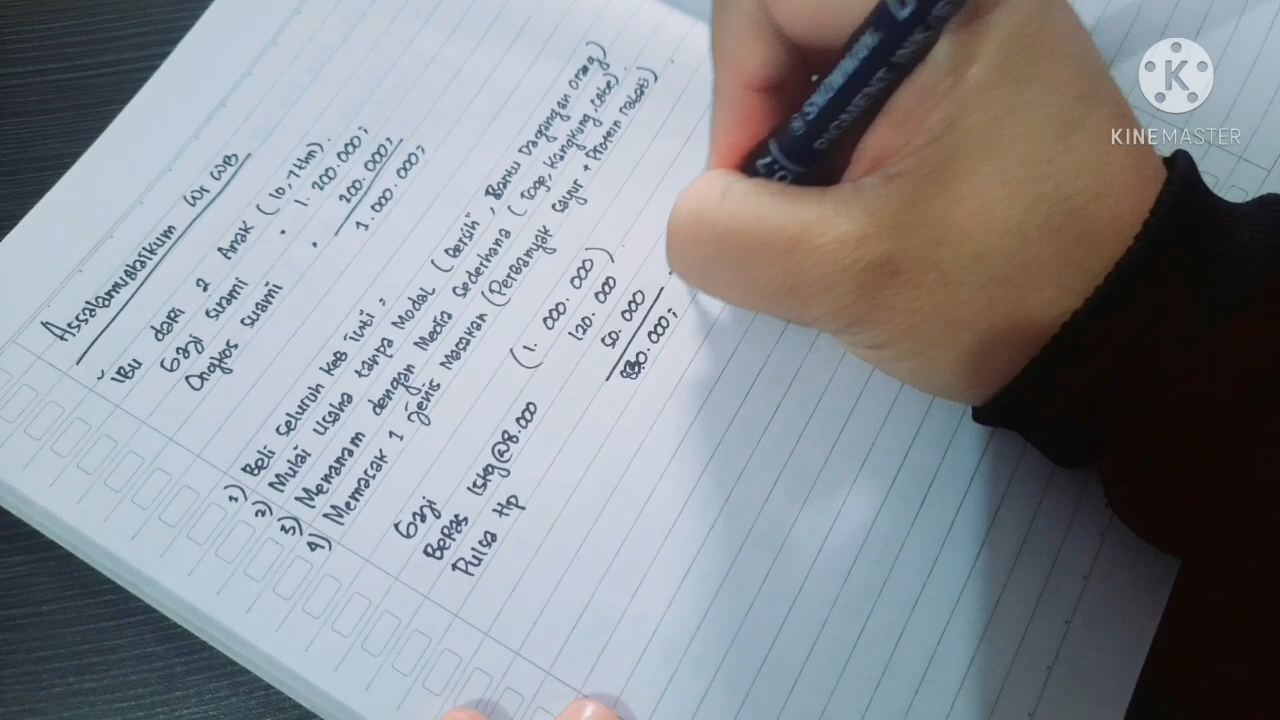 Assalamualaikum Wr WB
IBu dari 2 Anak (10, 7 thn).
Gaji suami . 1.200.000;
Ongkos suami . 200.000;
1.000.000;
1) Beli seluruh keb inti";
2) Mulai usaha tanpa Modal (Bersih", Bantu Dagangan orang)
3) Menanam dengan Media sederhana (Toge, Kangkung, cabe)
4) Memasak 1 jenis Masakan (Perbanyak sayur + Protein nabati)
Gaji (1.000.000)
Beras 15kg@8.000 120.000
Pulsa Hp 50.000
830.000;
PIGMENT
KINEMASTER